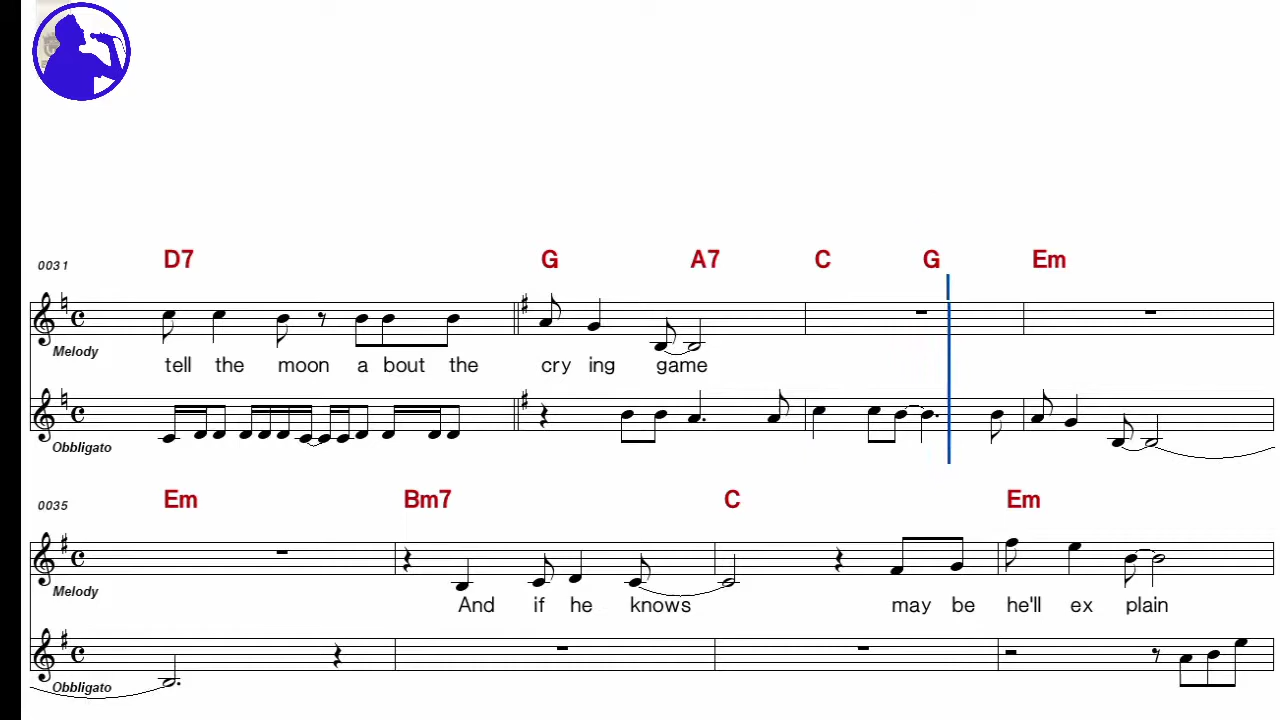 0031 D7 G A7 C G Em
Melody
tell the moon a bout the cry ing game
Obbligato
0035 Em Bm7 C Em
Melody
And if he knows may be he'll ex plain
Obbligato